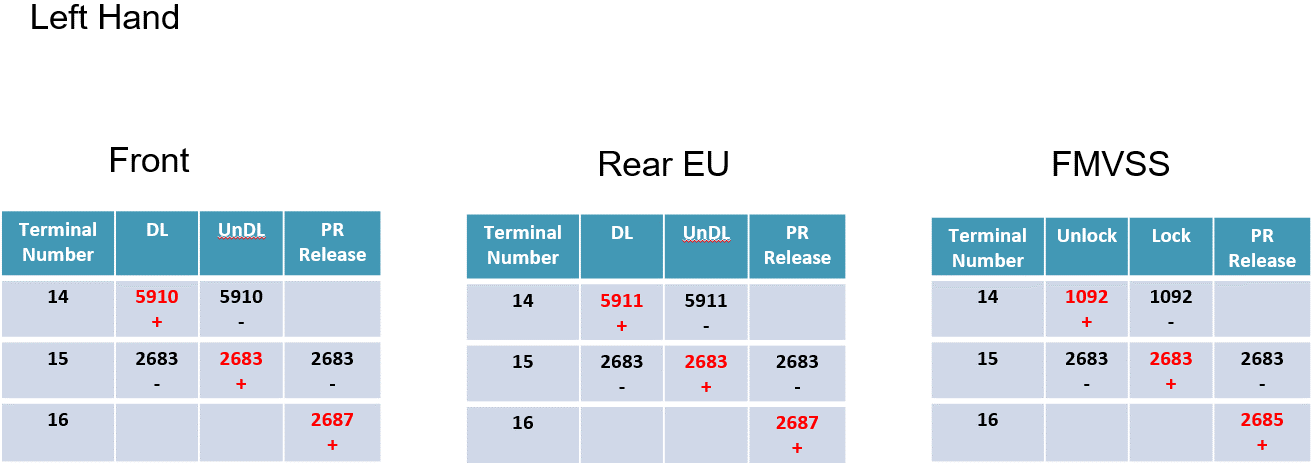 Left Hand
Front
Terminal Number DL UnDL PR Release
14 5910 + 5910 -
15 2683 - 2683 + 2683 -
16 2687 +
Rear EU
Terminal Number DL UnDL PR Release
14 5911 + 5911 -
15 2683 - 2683 + 2683 -
16 2687 +
FMVSS
Terminal Number Unlock Lock PR Release
14 1092 + 1092 -
15 2683 - 2683 + 2683 -
16 2685 +